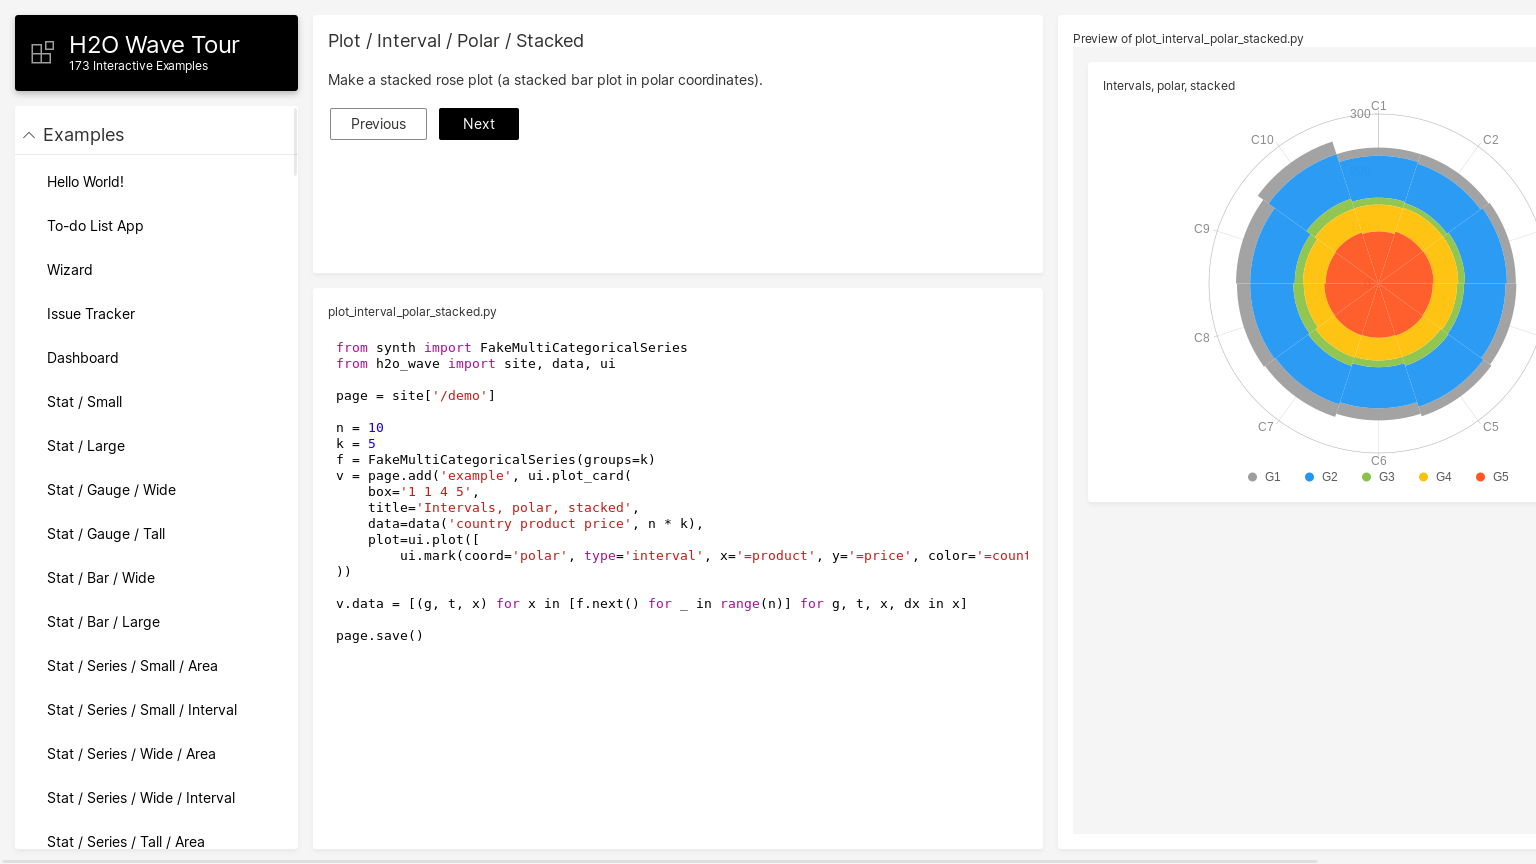 H2O Wave Tour
173 Interactive Examples
Examples
Hello World!
To-do List App
Wizard
Issue Tracker
Dashboard
Stat / Small
Stat / Large
Stat / Gauge / Wide
Stat / Gauge / Tall
Stat / Bar / Wide
Stat / Bar / Large
Stat / Series / Small / Area
Stat / Series / Small / Interval
Stat / Series / Wide / Area
Stat / Series / Wide / Interval
Stat / Series / Tall / Area
Plot / Interval / Polar / Stacked
Make a stacked rose plot (a stacked bar plot in polar coordinates).
Previous
Next
plot_interval_polar_stacked.py
from synth import FakeMultiCategoricalSeries
from h2o_wave import site, data, ui
page = site['/demo']
n = 10
k = 5
f = FakeMultiCategoricalSeries(groups=k)
v = page.add('example', ui.plot_card(
    box='1 1 4 5',
    title='Intervals, polar, stacked',
    data=data('country product price', n * k),
    plot=ui.plot([
        ui.mark(coord='polar', type='interval', x='=product', y='=price', color='=count
))
v.data = [(g, t, x) for x in [f.next() for _ in range(n)] for g, t, x, dx in x]
page.save()
Preview of plot_interval_polar_stacked.py
Intervals, polar, stacked
C1
300
C10
C2
C9
C8
C7
C5
C6
G1
G2
G3
G4
G5